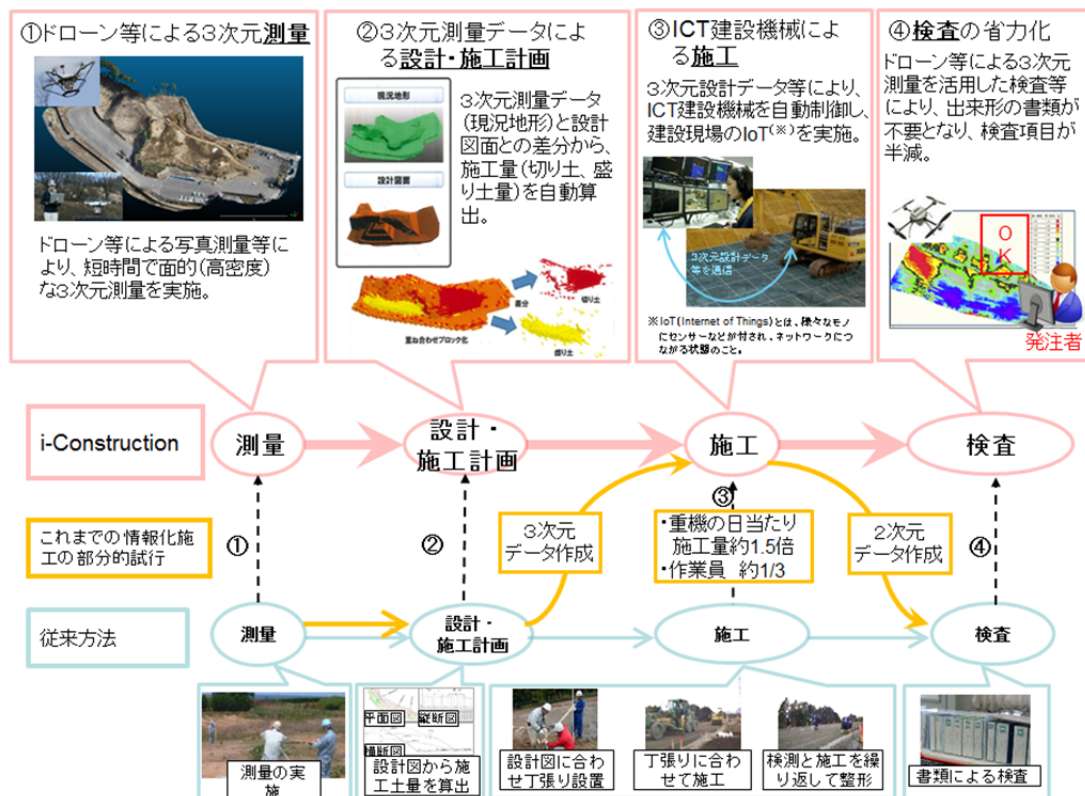 ①ドローン等による3次元測量
ドローン等による写真測量等に
より、短時間で面的(高密度)
な3次元測量を実施。
②3次元測量データによ
る設計・施工計画
現況地形
設計図面
3次元測量データ
(現況地形)と設計
図面との差分から、
施工量(切り土、盛
り土量)を自動算
出。
差分
切り土
重ね合わせブロック化
盛り土
③ICT建設機械によ
る施工
3次元設計データ等により、
ICT建設機械を自動制御し、
建設現場のIoT(※)を実施。
3次元設計データ
等を通信
※IoT(Internet of Things)とは、様々なモノ
にセンサーなどが付され、ネットワークにつ
ながる状態のこと。
④検査の省力化
ドローン等による3次元
測量を活用した検査等
により、出来形の書類が
不要となり、検査項目が
半減。
O
K
発注者
i-Construction
測量
設計・
施工計画
施工
検査
これまでの情報化施
工の部分的試行
①
②
3次元
データ作成
③
・重機の日当たり
施工量約1.5倍
・作業員 約1/3
2次元
データ作成
④
従来方法
測量
設計・
施工計画
施工
検査
測量の実
施
平面図
縦断図
横断図
設計図から施
工土量を算出
設計図に合わ
せ丁張り設置
丁張りに合わ
せて施工
検測と施工を繰
り返して整形
書類による検査